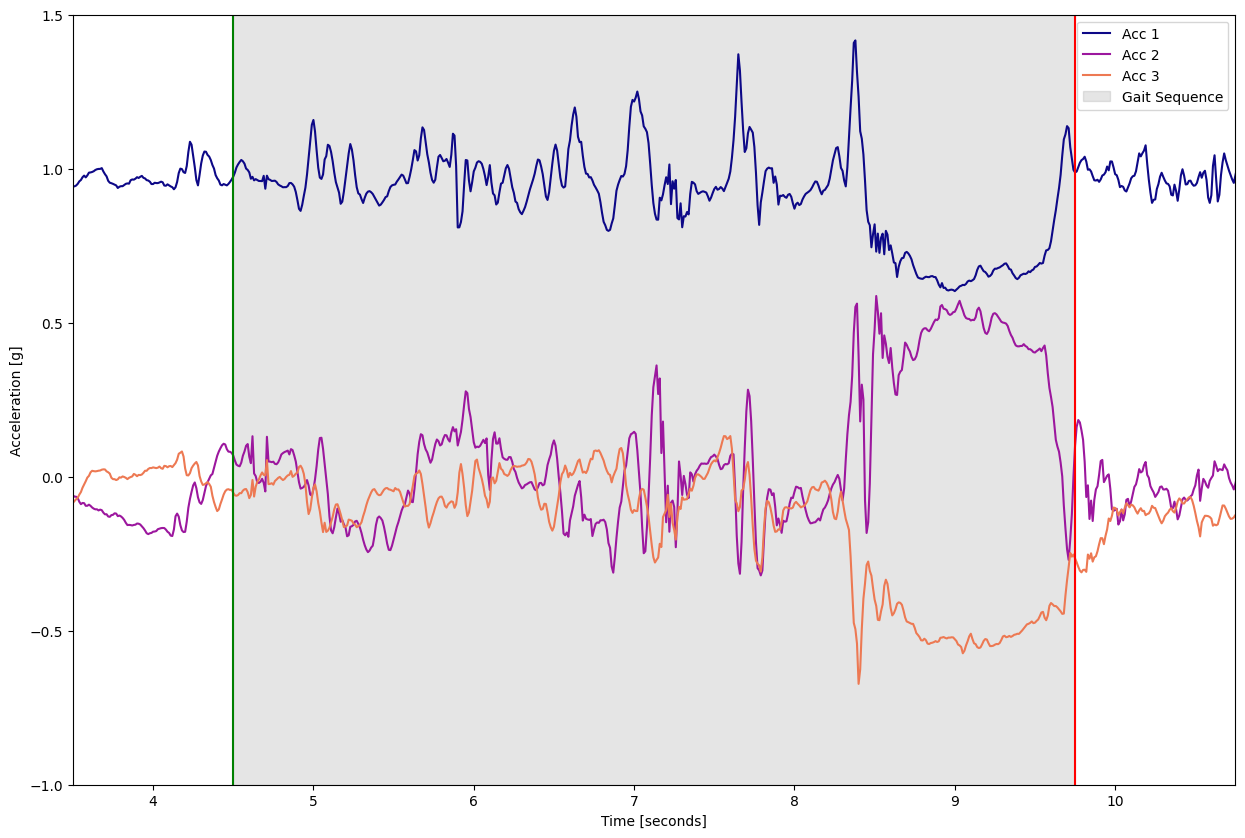 1.5
1.0
0.5
0.0
−0.5
−1.0
Acceleration [g]
Acc 1
Acc 2
Acc 3
Gait Sequence
4 5 6 7 8 9 10
Time [seconds]